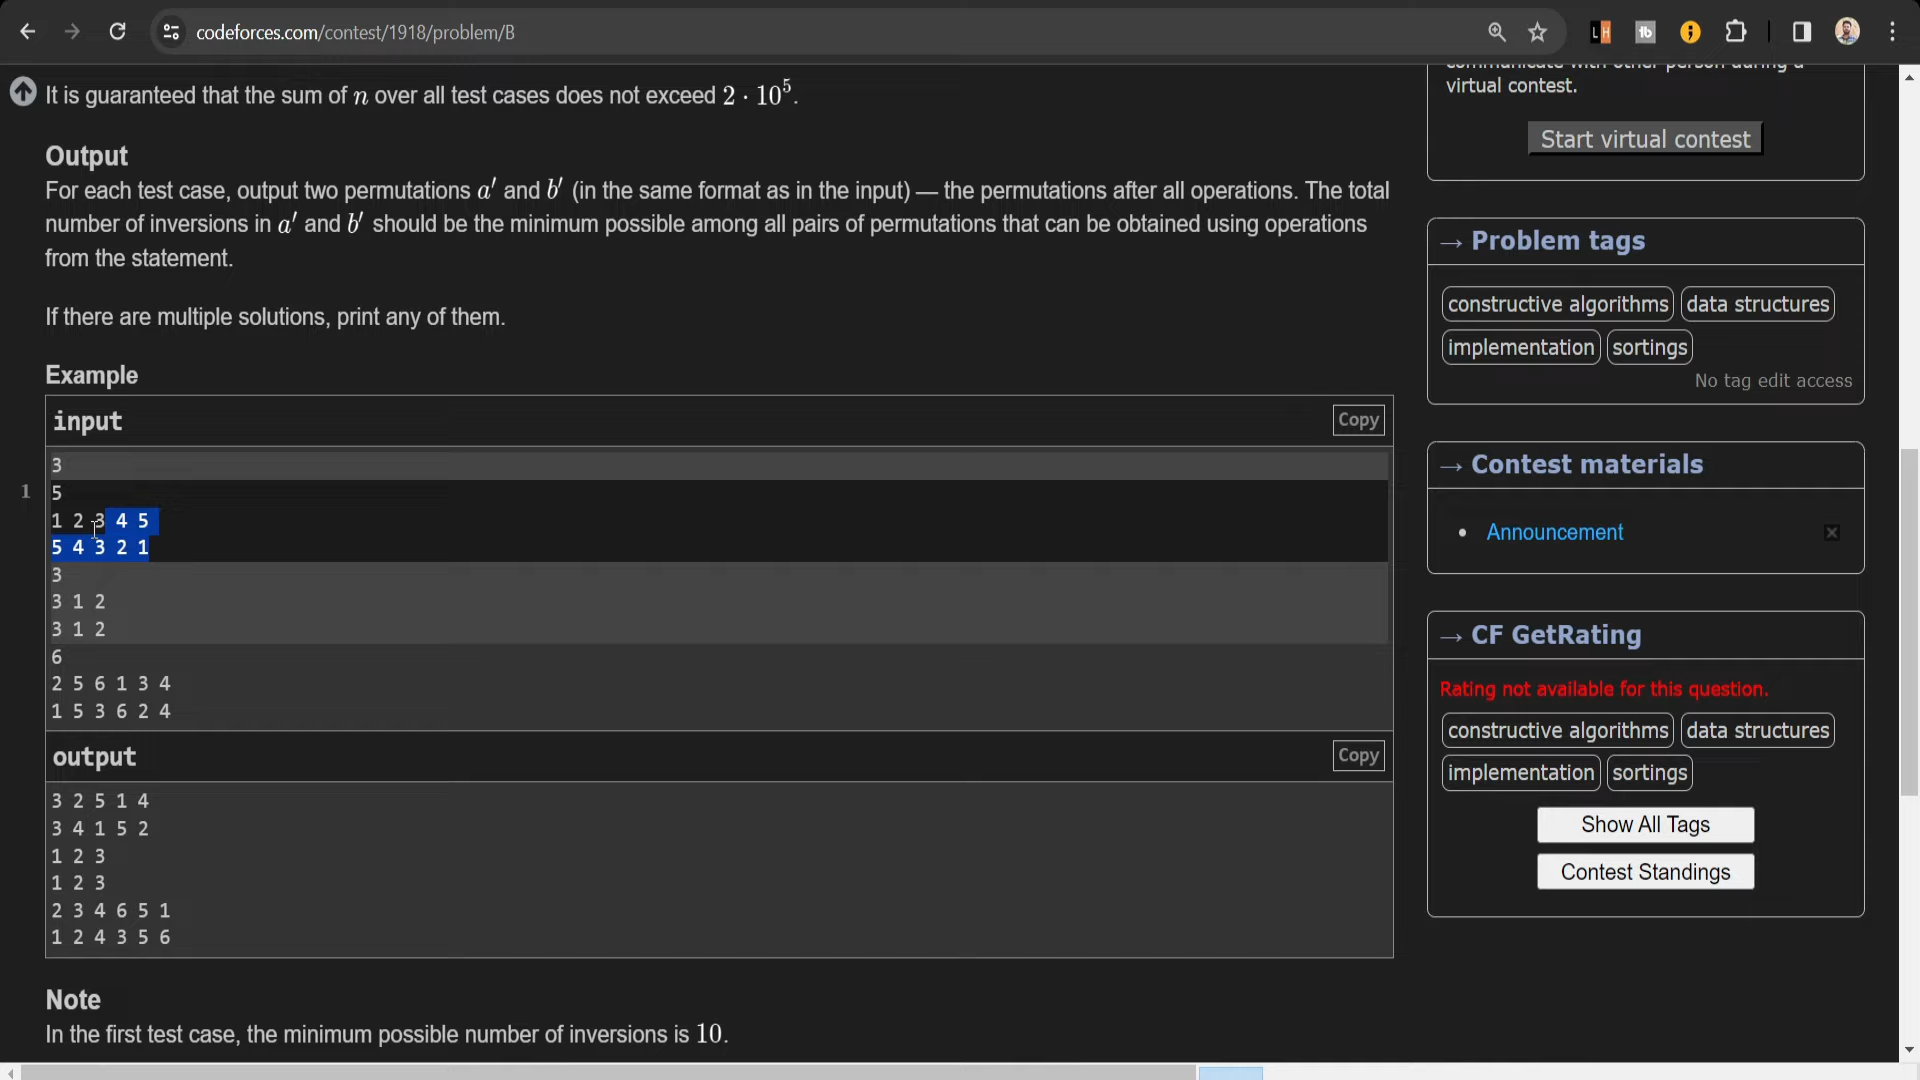 codeforces.com/contest/1918/problem/B
It is guaranteed that the sum of n over all test cases does not exceed 2 · 10⁵.
Output
For each test case, output two permutations a′ and b′ (in the same format as in the input) — the permutations after all operations. The total
number of inversions in a′ and b′ should be the minimum possible among all pairs of permutations that can be obtained using operations
from the statement.
If there are multiple solutions, print any of them.
Example
input
Copy
3
1
5
1 2 3 4 5
5 4 3 2 1
3
3 1 2
3 1 2
6
2 5 6 1 3 4
1 5 3 6 2 4
output
Copy
3 2 5 1 4
3 4 1 5 2
1 2 3
1 2 3
2 3 4 6 5 1
1 2 4 3 5 6
Note
In the first test case, the minimum possible number of inversions is 10.
communicate with other person during a
virtual contest.
Start virtual contest
→ Problem tags
constructive algorithms
data structures
implementation
sortings
No tag edit access
→ Contest materials
Announcement
→ CF GetRating
Rating not available for this question.
constructive algorithms
data structures
implementation
sortings
Show All Tags
Contest Standings